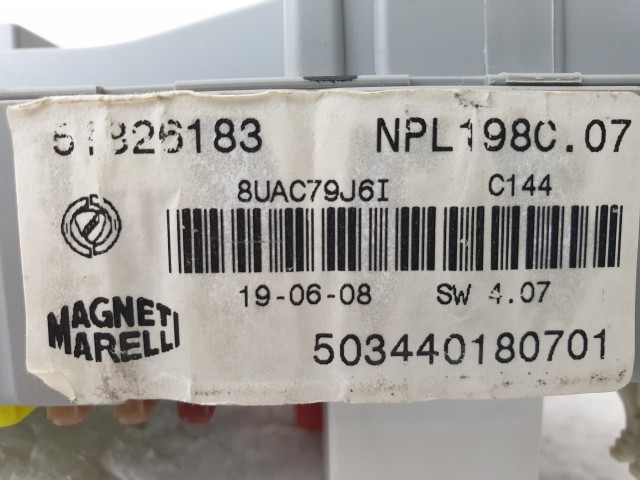 51826183 NPL198C.07
8UAC79J6I C144
19-06-08 SW 4.07
MAGNETI
MARELLI
503440180701